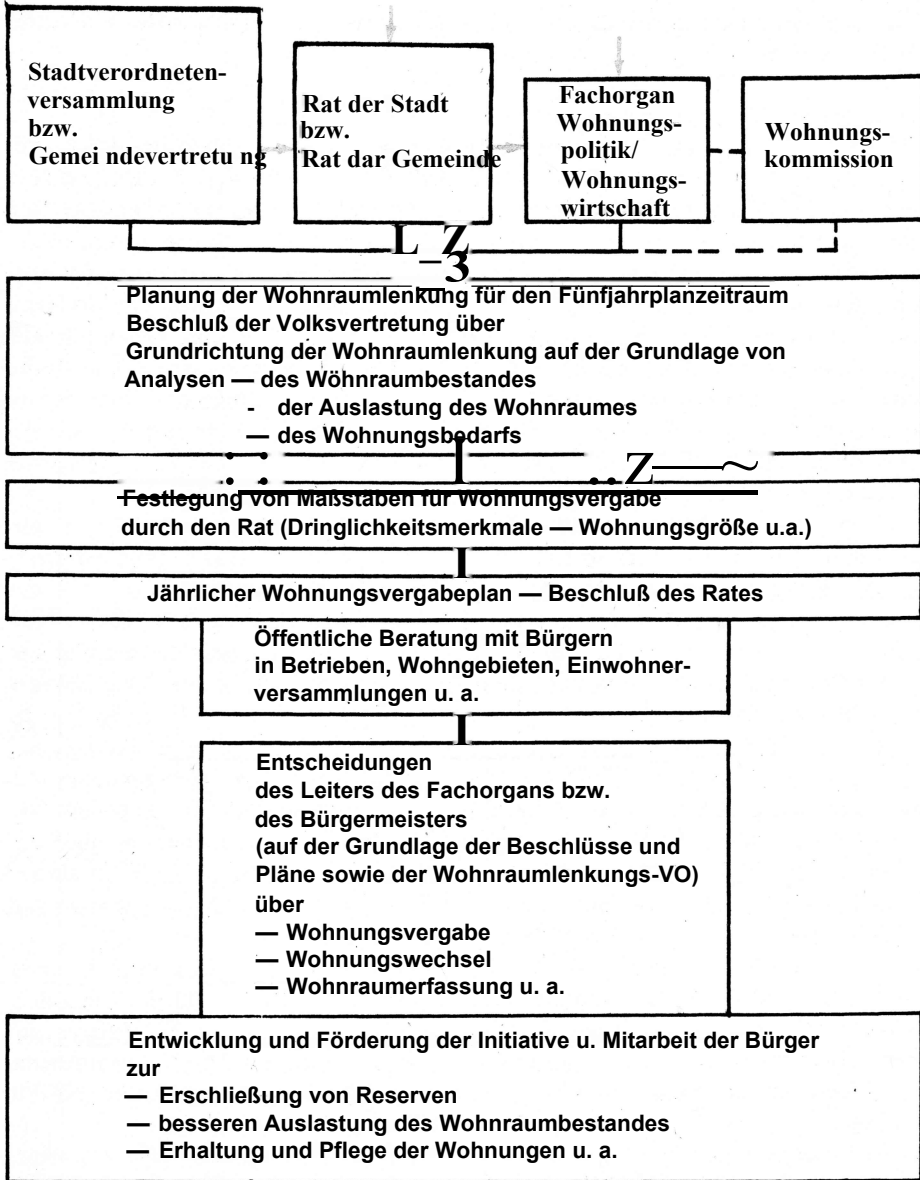 Stadtverordneten-
versammlung
bzw.
Gemei ndevertretu ng
Rat der Stadt
bzw.
Rat dar Gemeinde
Fachorgan
Wohnungs-
politik/
Wohnungs-
wirtschaft
Wohnungs-
kommission
L_Z
3
Planung der Wohnraumlenkung für den Fünfjahrplanzeitraum
Beschluß der Volksvertretung über
Grundrichtung der Wohnraumlenkung auf der Grundlage von
Analysen — des Wöhnraumbestandes
- der Auslastung des Wohnraumes
— des Wohnungsbedarfs
: : I ..Z——~
Festlegung von Maßstäben für Wohnungsvergabe
durch den Rat (Dringlichkeitsmerkmale — Wohnungsgröße u.a.)
I
Jährlicher Wohnungsvergabeplan — Beschluß des Rates
Öffentliche Beratung mit Bürgern
in Betrieben, Wohngebieten, Einwohner-
versammlungen u. a.
I
Entscheidungen
des Leiters des Fachorgans bzw.
des Bürgermeisters
(auf der Grundlage der Beschlüsse und
Pläne sowie der Wohnraumlenkungs-VO)
über
— Wohnungsvergabe
— Wohnungswechsel
— Wohnraumerfassung u. a.
Entwicklung und Förderung der Initiative u. Mitarbeit der Bürger
zur
— Erschließung von Reserven
— besseren Auslastung des Wohnraumbestandes
— Erhaltung und Pflege der Wohnungen u. a.